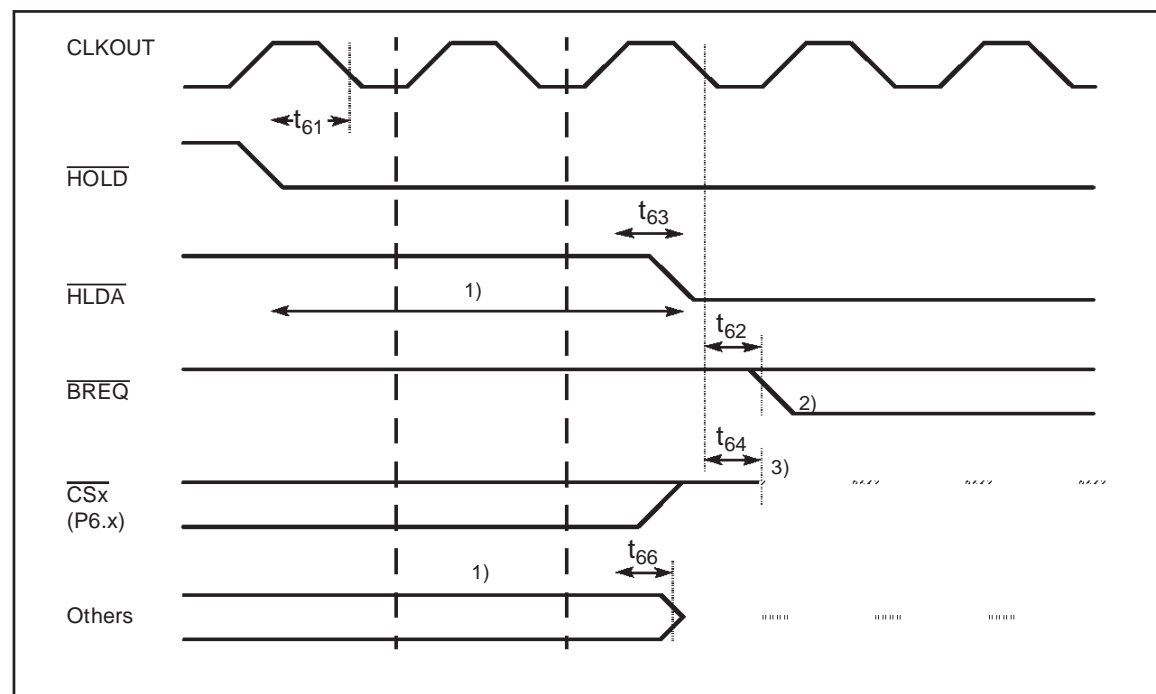 CLKOUT
t61
HOLD
t63
HLDA
1)
t62
BREQ
2)
t64
3)
CSx
(P6.x)
t66
1)
Others